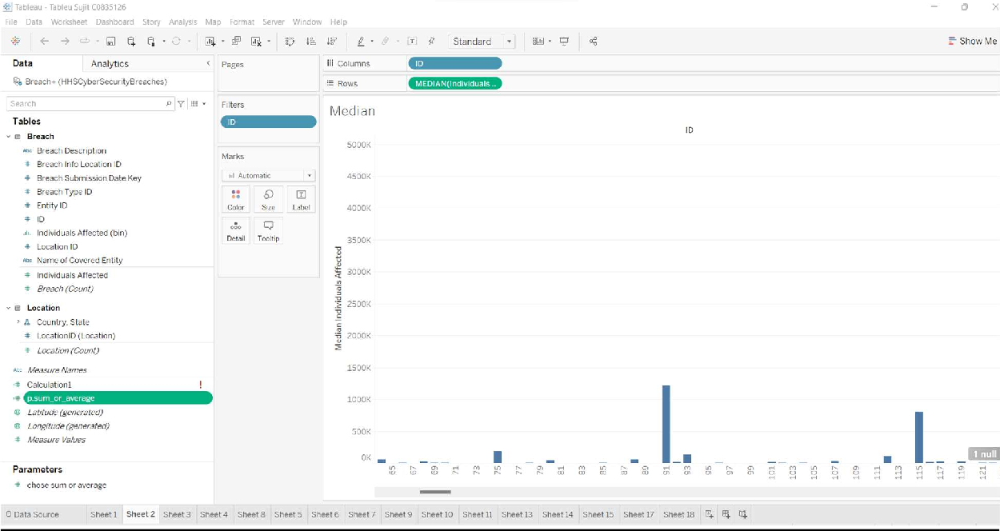 Tableau - Tableu Sujit C0835126
File Data Worksheet Dashboard Story Analysis Map Format Server Window Help
Standard
Show Me
Data
Analytics
Breach+ (HHSCyberSecurityBreaches)
Search
Tables
Breach
Abc Breach Description
# Breach Info Location ID
# Breach Submission Date Key
# Breach Type ID
# Entity ID
# ID
Individuals Affected (bin)
# Location ID
Abc Name of Covered Entity
# Individuals Affected
# Breach (Count)
Location
Country, State
# LocationID (Location)
# Location (Count)
Abc Measure Names
=# Calculation1 !
=# p.sum_or_average
Latitude (generated)
Longitude (generated)
# Measure Values
Parameters
# chose sum or average
Pages
Filters
ID
Marks
Automatic
Color Size Label
Detail Tooltip
Columns ID
Rows MEDIAN(Individuals ..
Median
ID
Median Individuals Affected
5000K
4500K
4000K
3500K
3000K
2500K
2000K
1500K
1000K
500K
0K
65 67 69 71 73 75 77 79 81 83 85 87 89 91 93 95 97 99 101 103 105 107 109 111 113 115 117 119 121
1 null
Data Source Sheet 1 Sheet 2 Sheet 3 Sheet 4 Sheet 8 Sheet 5 Sheet 6 Sheet 7 Sheet 9 Sheet 10 Sheet 11 Sheet 13 Sheet 14 Sheet 15 Sheet 17 Sheet 18